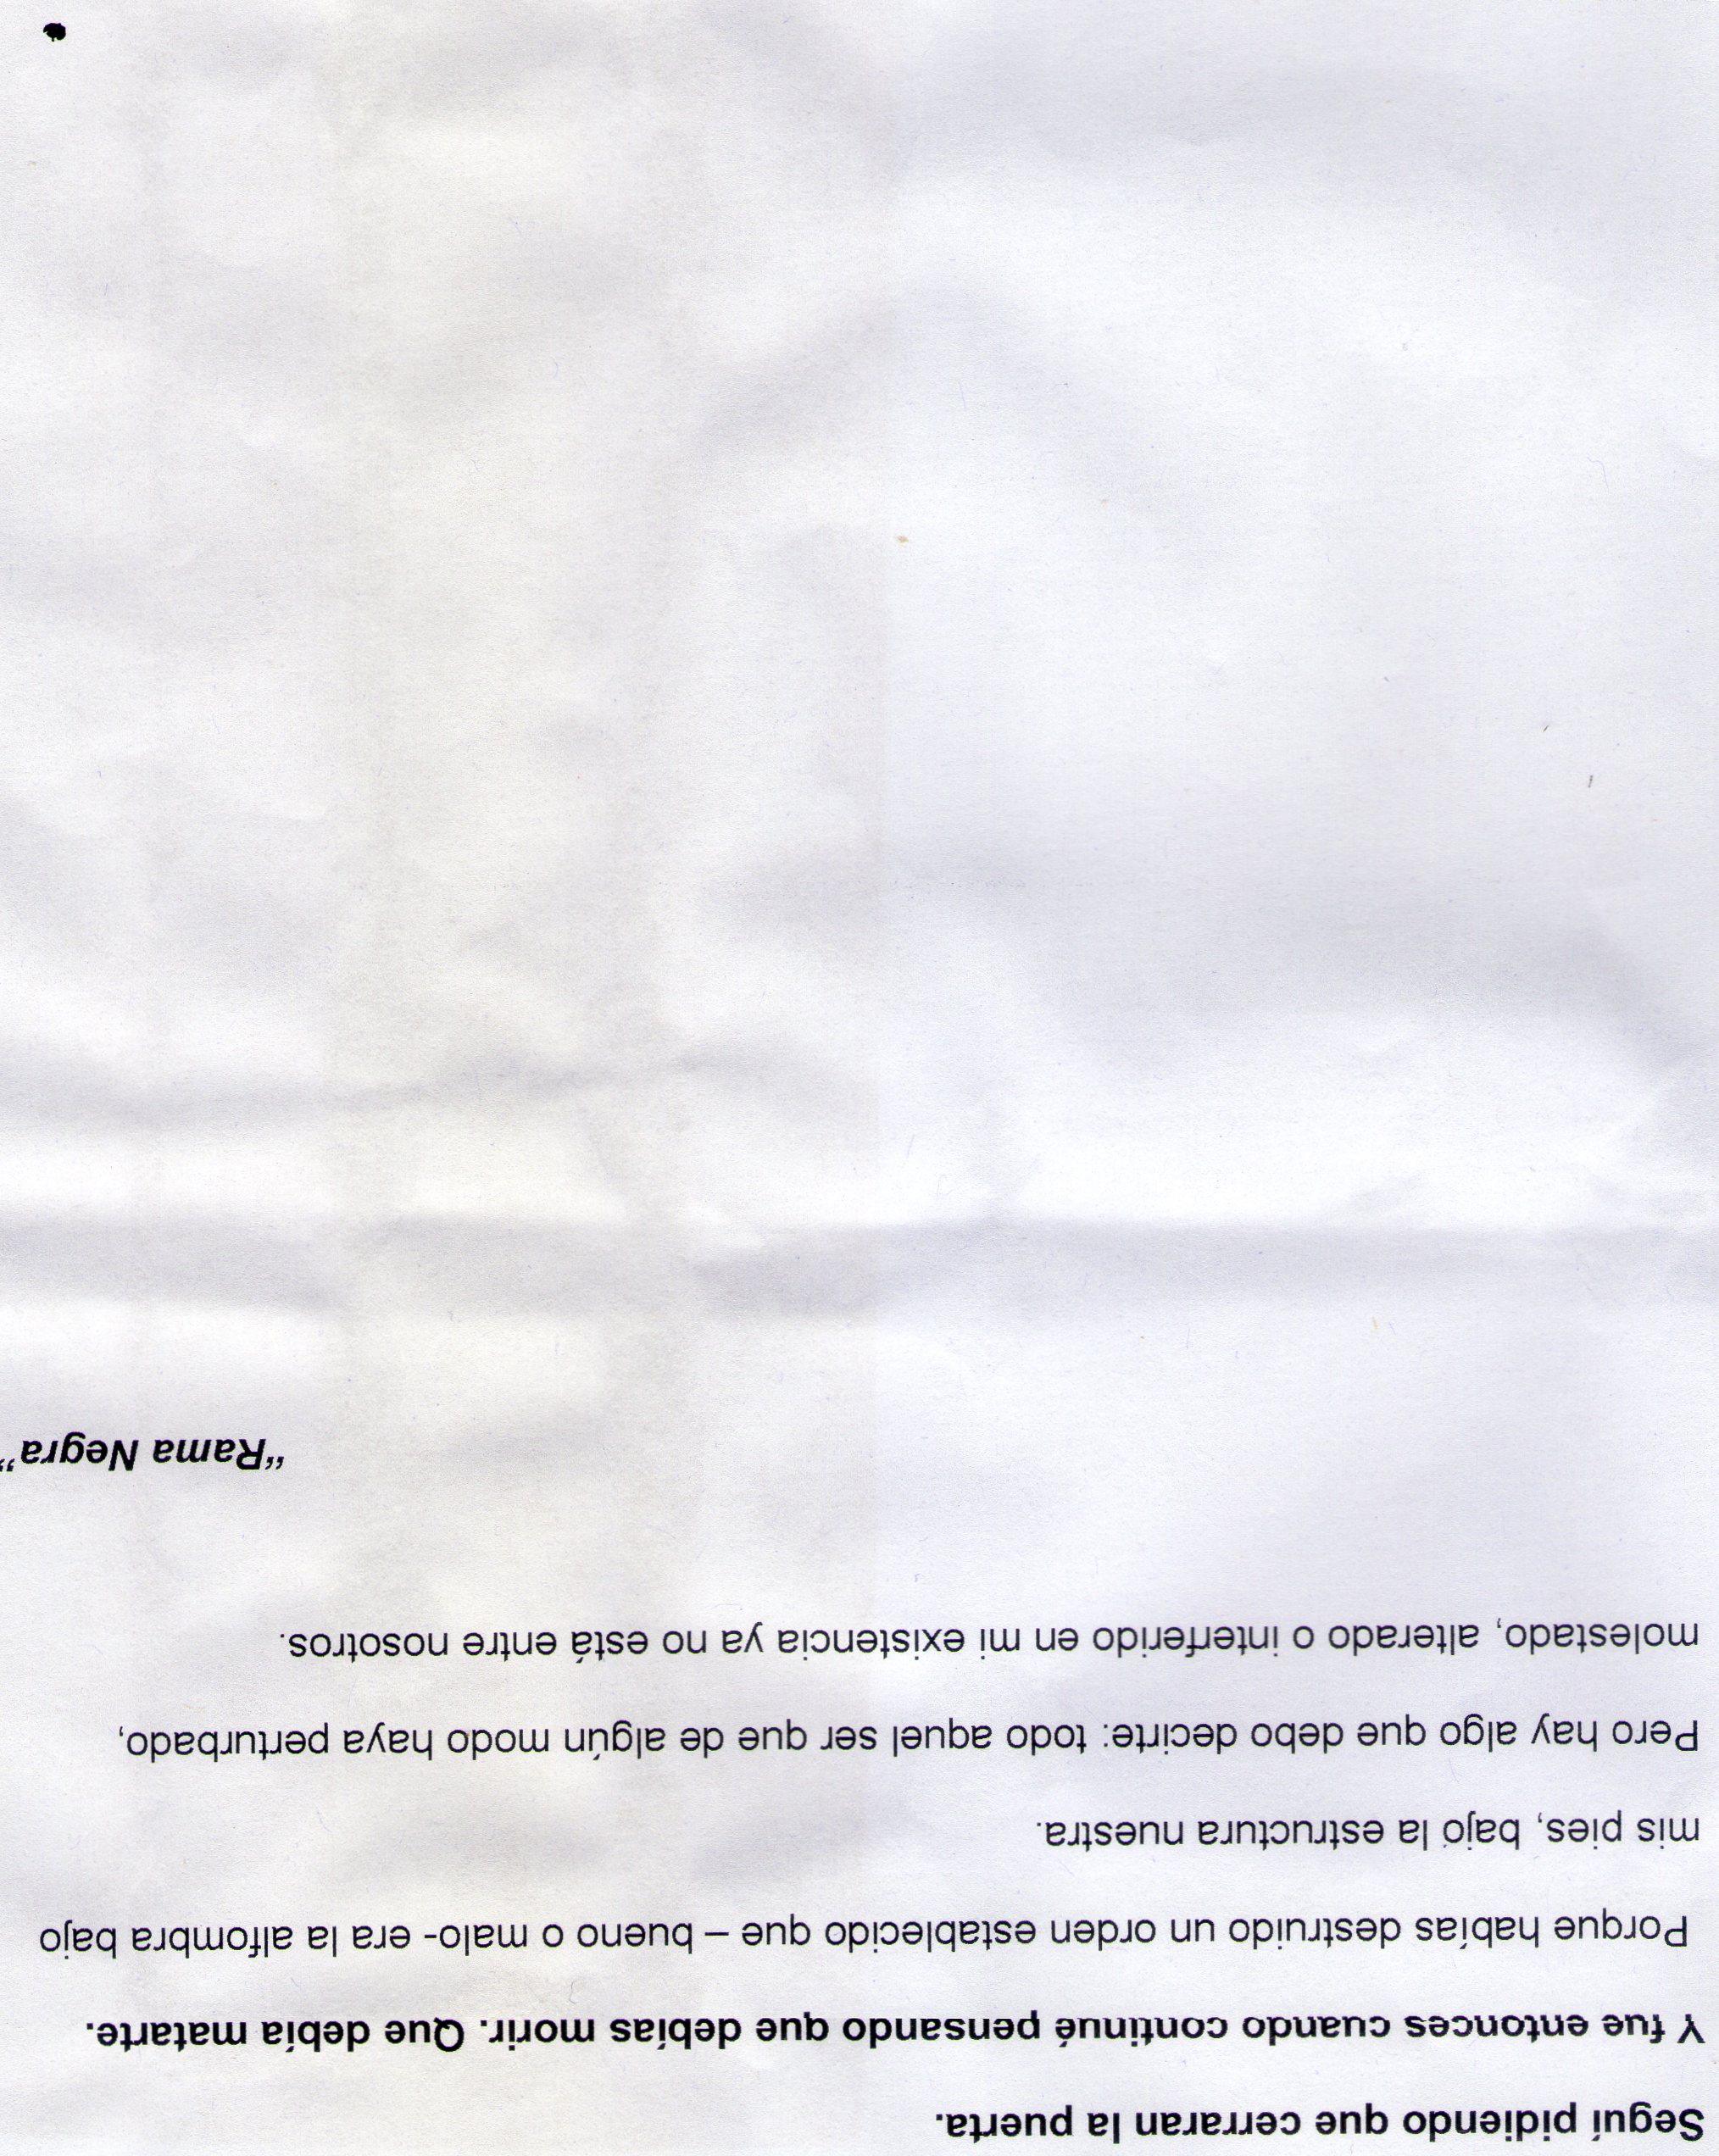 Seguí pidiendo que cerraran la puerta.
Y fue entonces cuando continué pensando que debías morir. Que debía matarte.
Porque habías destruido un orden establecido que – bueno o malo- era la alfombra bajo
mis pies, bajo la estructura nuestra.
Pero hay algo que debo decirte: todo aquel ser que de algún modo haya perturbado,
molestado, alterado o interferido en mi existencia ya no está entre nosotros.
“Rama Negra”